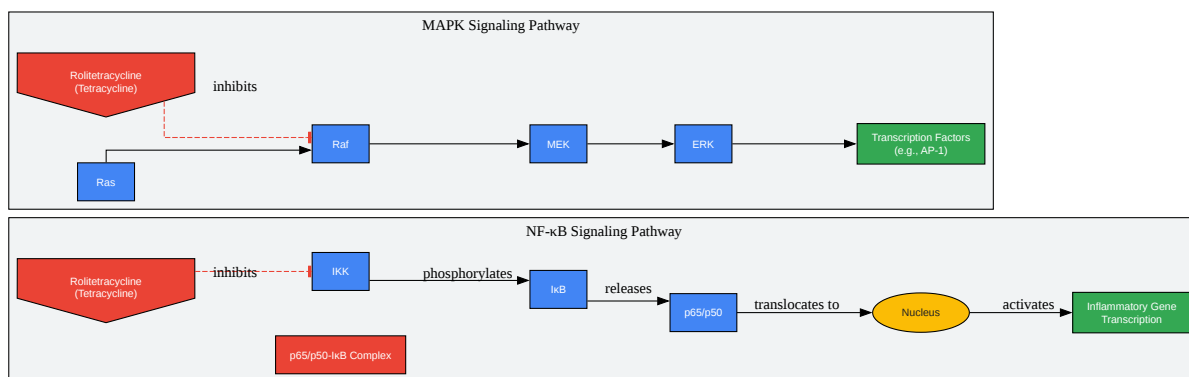 MAPK Signaling Pathway
Rolitetracycline
(Tetracycline)
inhibits
Ras
Raf
MEK
ERK
Transcription Factors
(e.g., AP-1)
NF-κB Signaling Pathway
Rolitetracycline
(Tetracycline)
inhibits
IKK
phosphorylates
IκB
releases
p65/p50
translocates to
Nucleus
activates
Inflammatory Gene
Transcription
p65/p50-IκB Complex